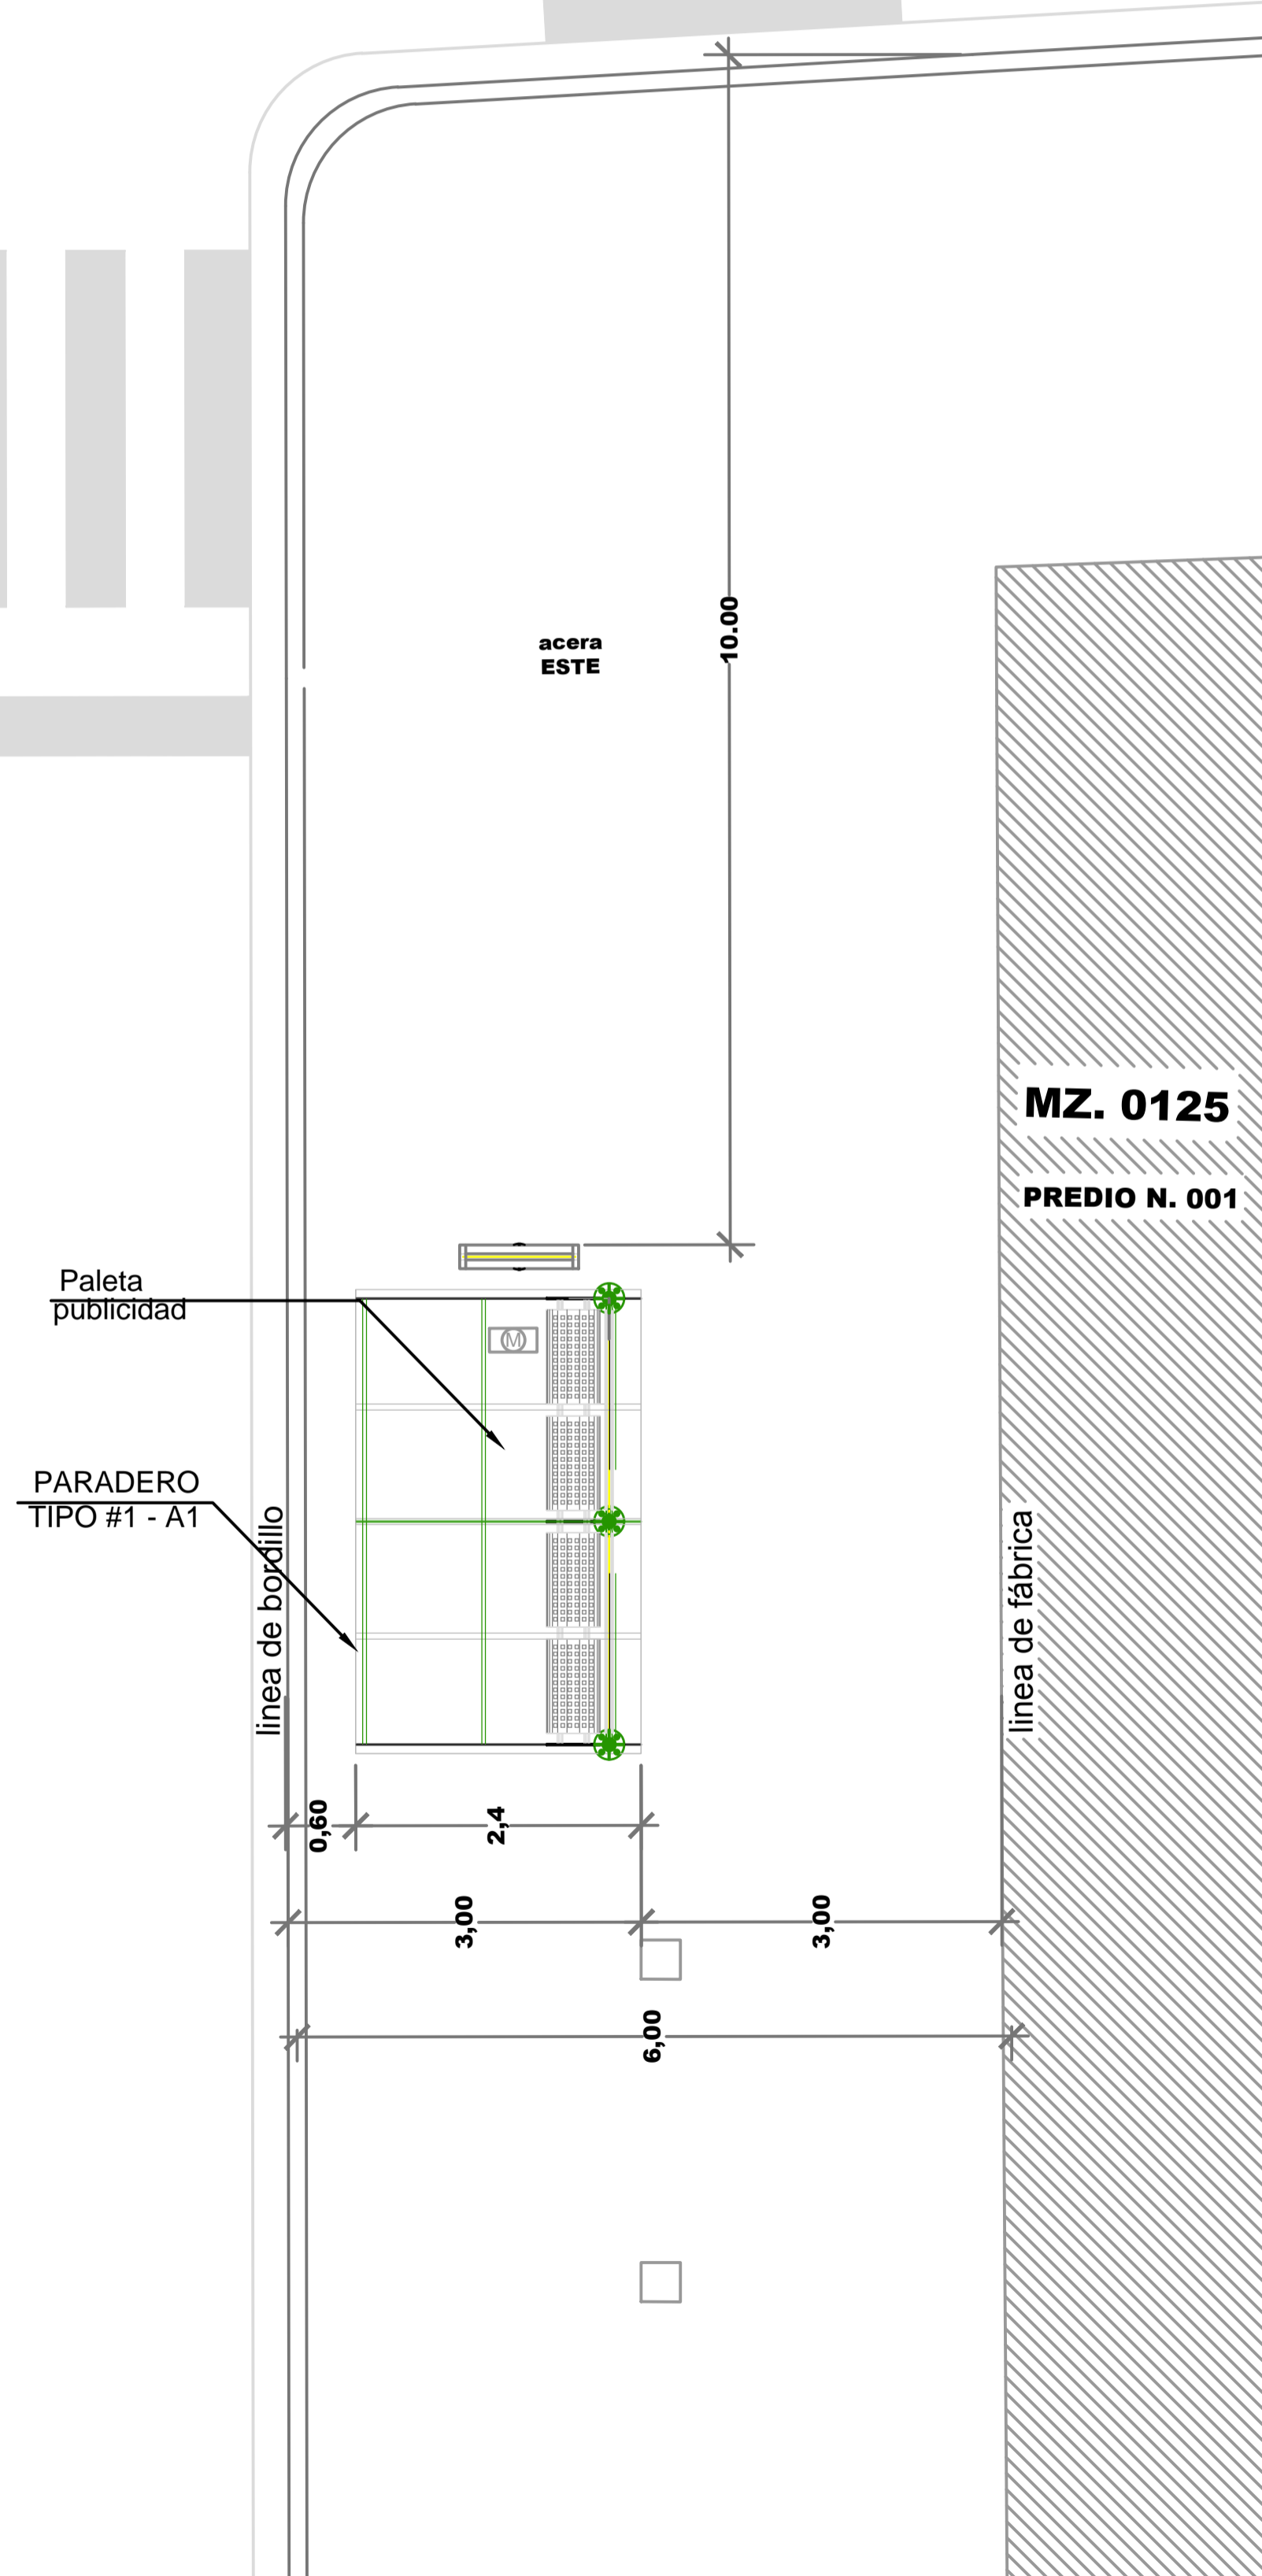 acera
ESTE
10.00
MZ. 0125
PREDIO N. 001
Paleta
publicidad
M
PARADERO
TIPO #1 - A1
linea de bordillo
linea de fábrica
0,60
2,4
3,00
3,00
6,00